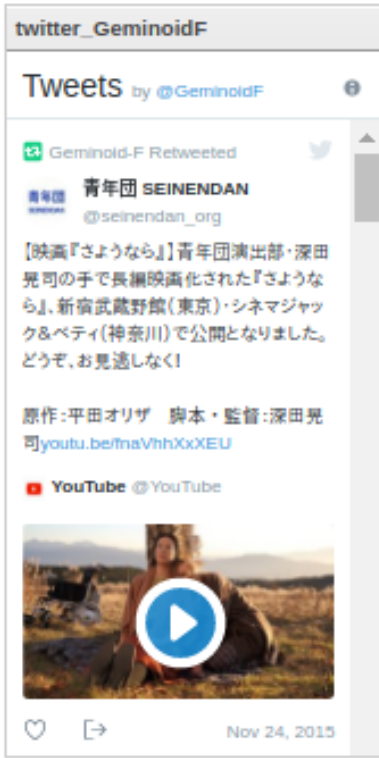 twitter_GeminoidF
Tweets by @GeminoidF
Geminoid-F Retweeted
青年団 SEINENDAN
青年団
SEINENDAN
@seinendan_org
【映画『さようなら』】青年団演出部・深田
晃司の手で長編映画化された『さような
ら』、新宿武蔵野館(東京)・シネマジャッ
ク&ベティ(神奈川)で公開となりました。
どうぞ、お見逃しなく!
原作:平田オリザ 脚本・監督:深田晃
司youtu.be/fnaVhhXxXEU
YouTube @YouTube
Nov 24, 2015